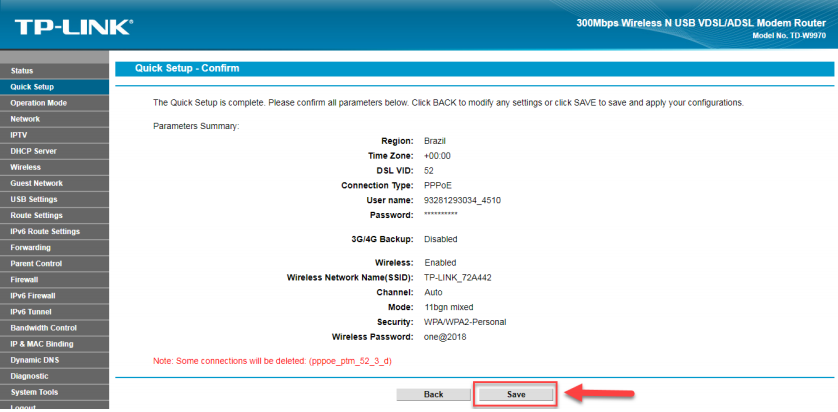 TP-LINK®
300Mbps Wireless N USB VDSL/ADSL Modem Router
Model No. TD-W9970
Status
Quick Setup
Operation Mode
Network
IPTV
DHCP Server
Wireless
Guest Network
USB Settings
Route Settings
IPv6 Route Settings
Forwarding
Parent Control
Firewall
IPv6 Firewall
IPv6 Tunnel
Bandwidth Control
IP & MAC Binding
Dynamic DNS
Diagnostic
System Tools
Logout
Quick Setup - Confirm
The Quick Setup is complete. Please confirm all parameters below. Click BACK to modify any settings or click SAVE to save and apply your configurations.
Parameters Summary:
Region: Brazil
Time Zone: +00:00
DSL VID: 52
Connection Type: PPPoE
User name: 93281293034_4510
Password: **********
3G/4G Backup: Disabled
Wireless: Enabled
Wireless Network Name(SSID): TP-LINK_72A442
Channel: Auto
Mode: 11bgn mixed
Security: WPA/WPA2-Personal
Wireless Password: one@2018
Note: Some connections will be deleted: (pppoe_ptm_52_3_d)
Back Save